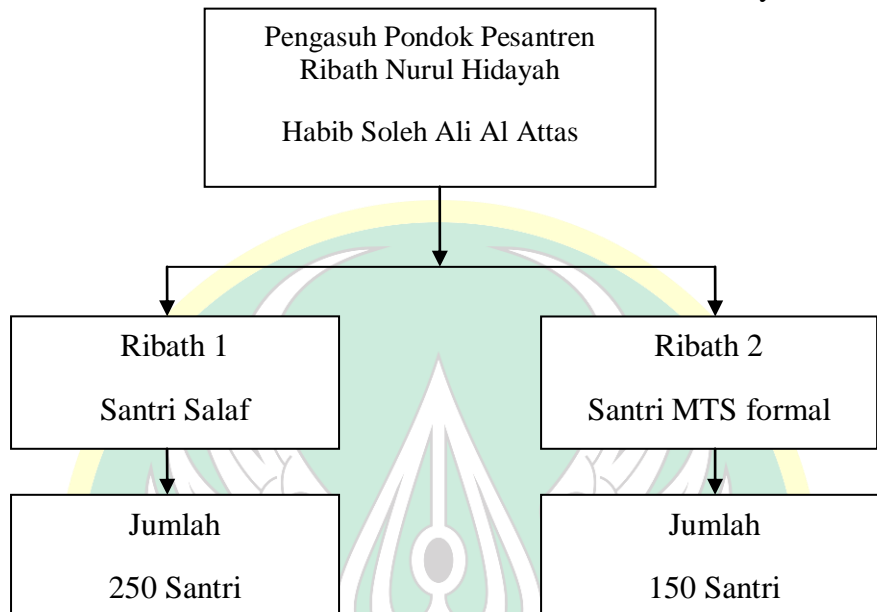 Pengasuh Pondok Pesantren
Ribath Nurul Hidayah
Habib Soleh Ali Al Attas
Ribath 1
Santri Salaf
Ribath 2
Santri MTS formal
Jumlah
250 Santri
Jumlah
150 Santri